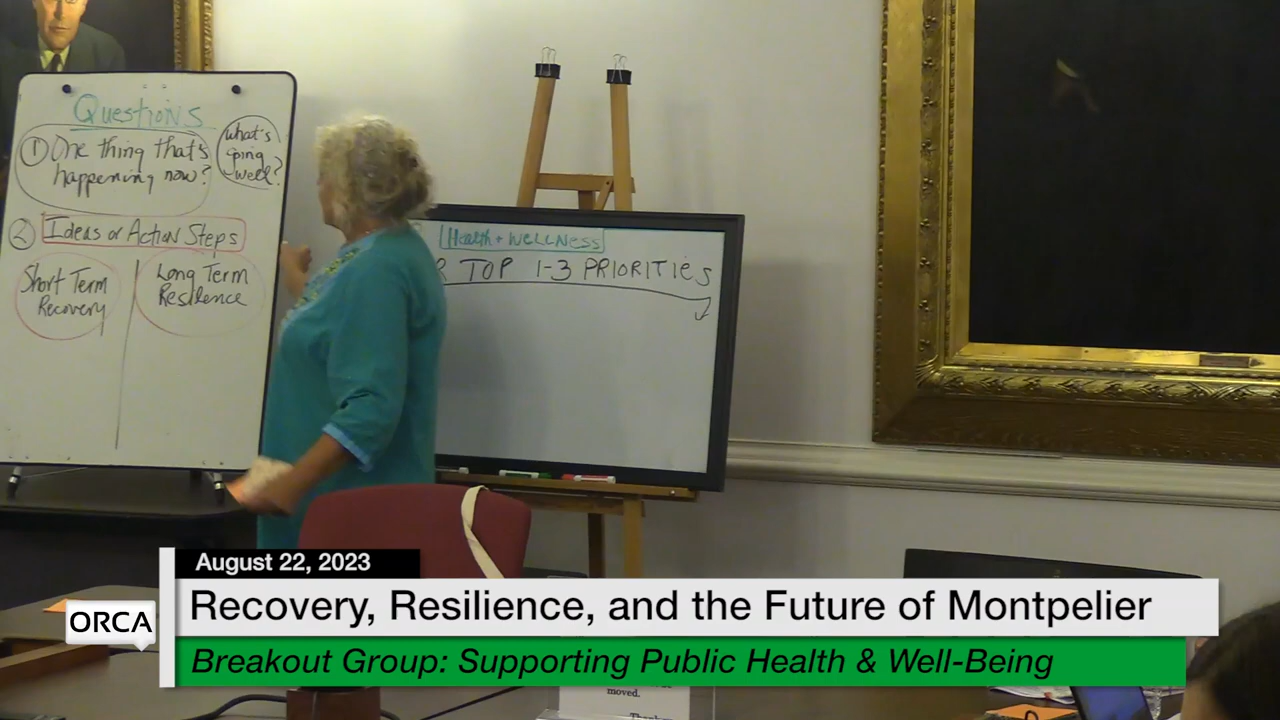 Questions
① One thing that's
happening now?
What's
going
well?
② Ideas or Action Steps
Short Term
Recovery
Long Term
Resilence
Health + WELLNESS
TOP 1-3 PRIORITIES
August 22, 2023
ORCA
Recovery, Resilience, and the Future of Montpelier
Breakout Group: Supporting Public Health & Well-Being
moved.